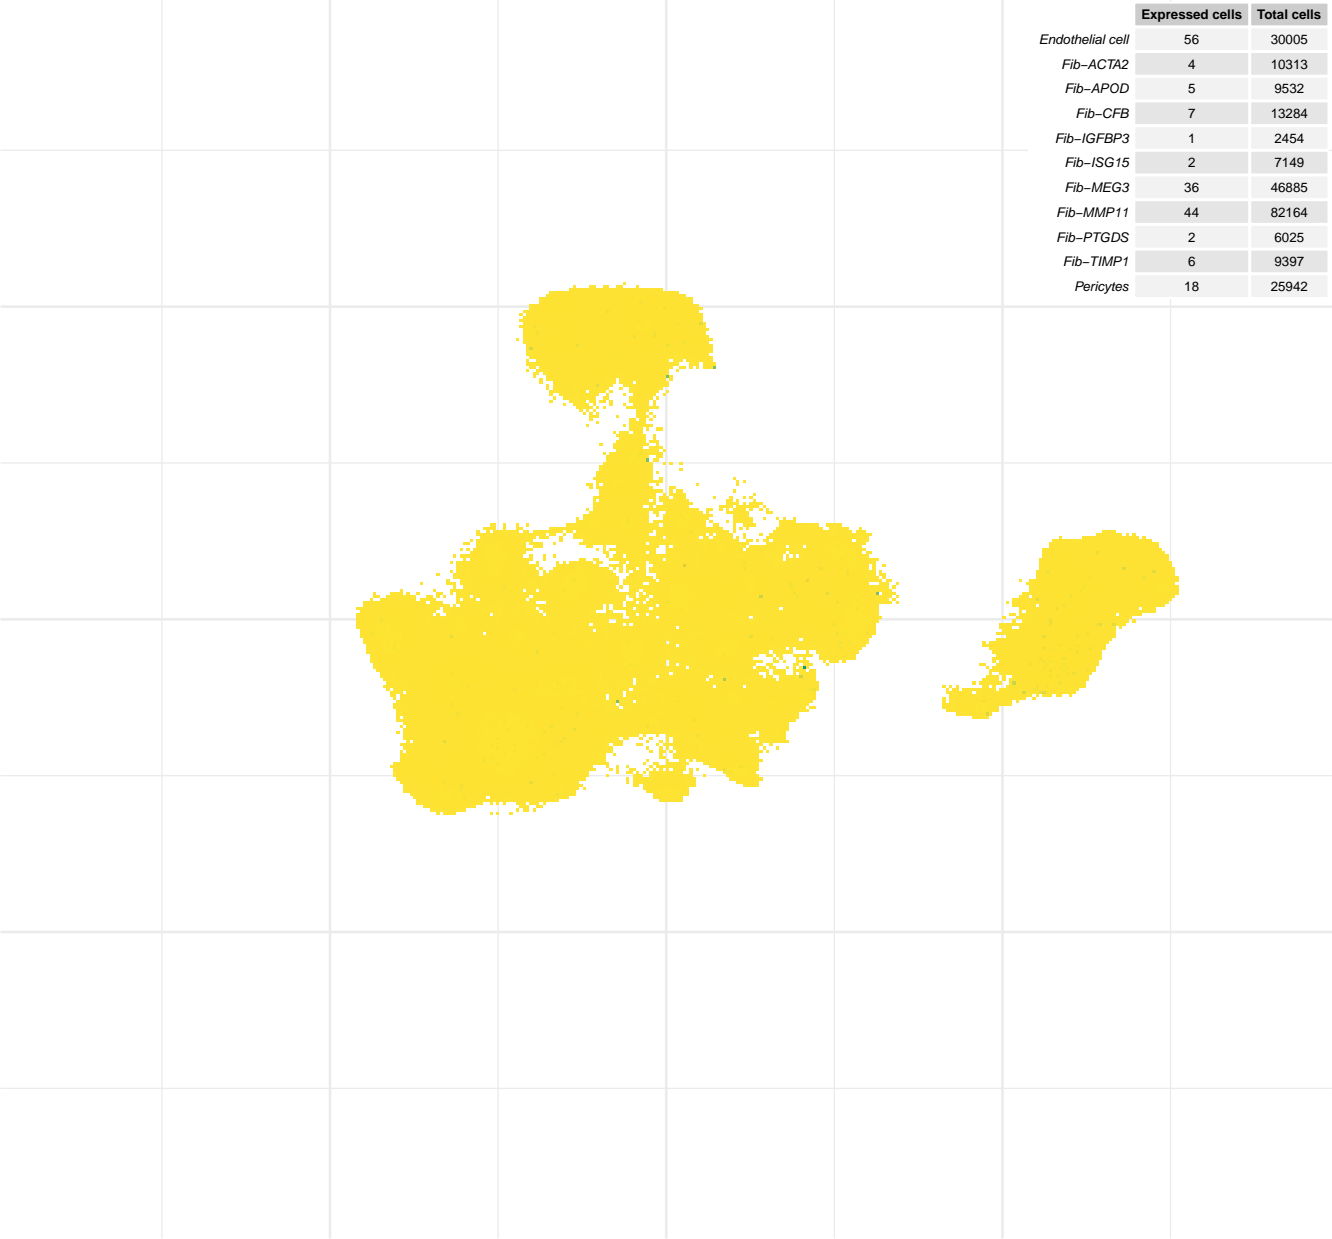 Expressed cells Total cells
Endothelial cell 56 30005
Fib−ACTA2 4 10313
Fib−APOD 5 9532
Fib−CFB 7 13284
Fib−IGFBP3 1 2454
Fib−ISG15 2 7149
Fib−MEG3 36 46885
Fib−MMP11 44 82164
Fib−PTGDS 2 6025
Fib−TIMP1 6 9397
Pericytes 18 25942